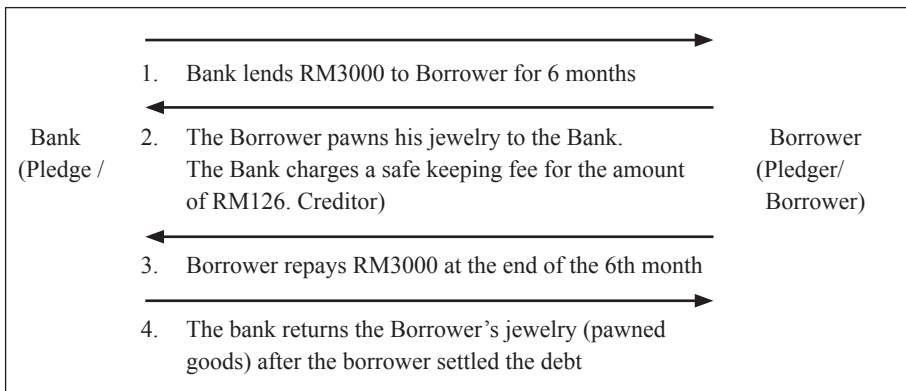 1. Bank lends RM3000 to Borrower for 6 months
Bank
(Pledge /
2. The Borrower pawns his jewelry to the Bank.
The Bank charges a safe keeping fee for the amount
of RM126. Creditor)
Borrower
(Pledger/
Borrower)
3. Borrower repays RM3000 at the end of the 6th month
4. The bank returns the Borrower’s jewelry (pawned
goods) after the borrower settled the debt